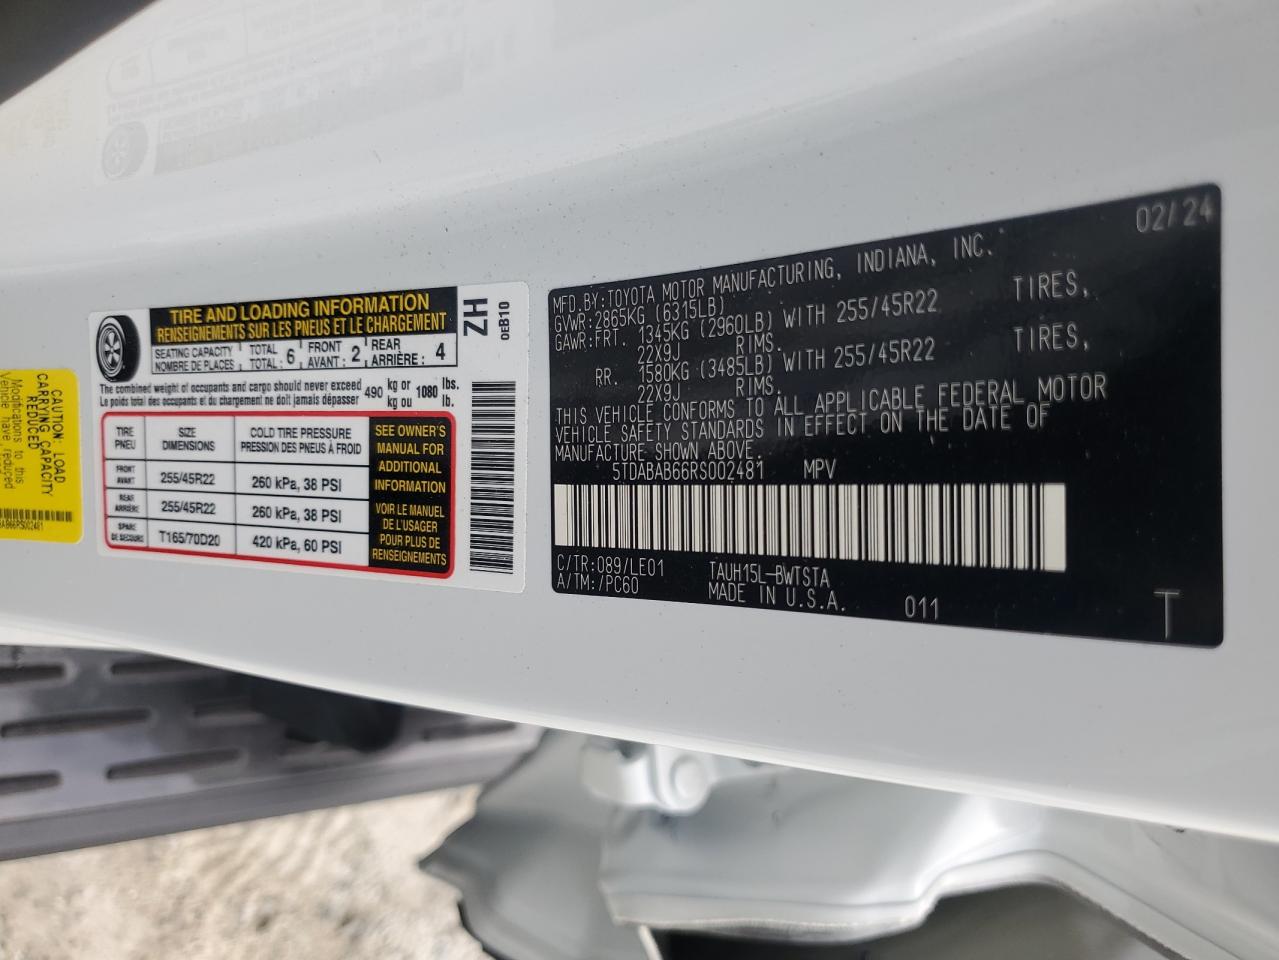 CAUTION: LOAD
CARRYING CAPACITY
REDUCED
Modifications to this
Vehicle have reduced
TIRE AND LOADING INFORMATION
RENSEIGNEMENTS SUR LES PNEUS ET LE CHARGEMENT
SEATING CAPACITY
NOMBRE DE PLACES
TOTAL
TOTAL : 6
FRONT
AVANT : 2
REAR
ARRIÈRE : 4
The combined weight of occupants and cargo should never exceed
Le poids total des occupants et du chargement ne doit jamais dépasser
490 kg or
kg ou
1080 lbs.
lb.
TIRE
PNEU
SIZE
DIMENSIONS
COLD TIRE PRESSURE
PRESSION DES PNEUS À FROID
FRONT
AVANT
255/45R22
260 kPa, 38 PSI
REAR
ARRIÈRE
255/45R22
260 kPa, 38 PSI
SPARE
DE SECOURS
T165/70D20
420 kPa, 60 PSI
SEE OWNER'S
MANUAL FOR
ADDITIONAL
INFORMATION
VOIR LE MANUEL
DE L'USAGER
POUR PLUS DE
RENSEIGNEMENTS
ZH
0EB10
02/24
MFD.BY:TOYOTA MOTOR MANUFACTURING, INDIANA, INC.
GVWR:2865KG (6315LB)
GAWR:FRT. 1345KG (2960LB) WITH 255/45R22 TIRES,
22X9J RIMS.
RR. 1580KG (3485LB) WITH 255/45R22 TIRES,
22X9J RIMS.
THIS VEHICLE CONFORMS TO ALL APPLICABLE FEDERAL MOTOR
VEHICLE SAFETY STANDARDS IN EFFECT ON THE DATE OF
MANUFACTURE SHOWN ABOVE.
5TDABAB66RS002481 MPV
C/TR:089/LE01 TAUH15L-BWTSTA
A/TM: /PC60 MADE IN U.S.A. 011
T